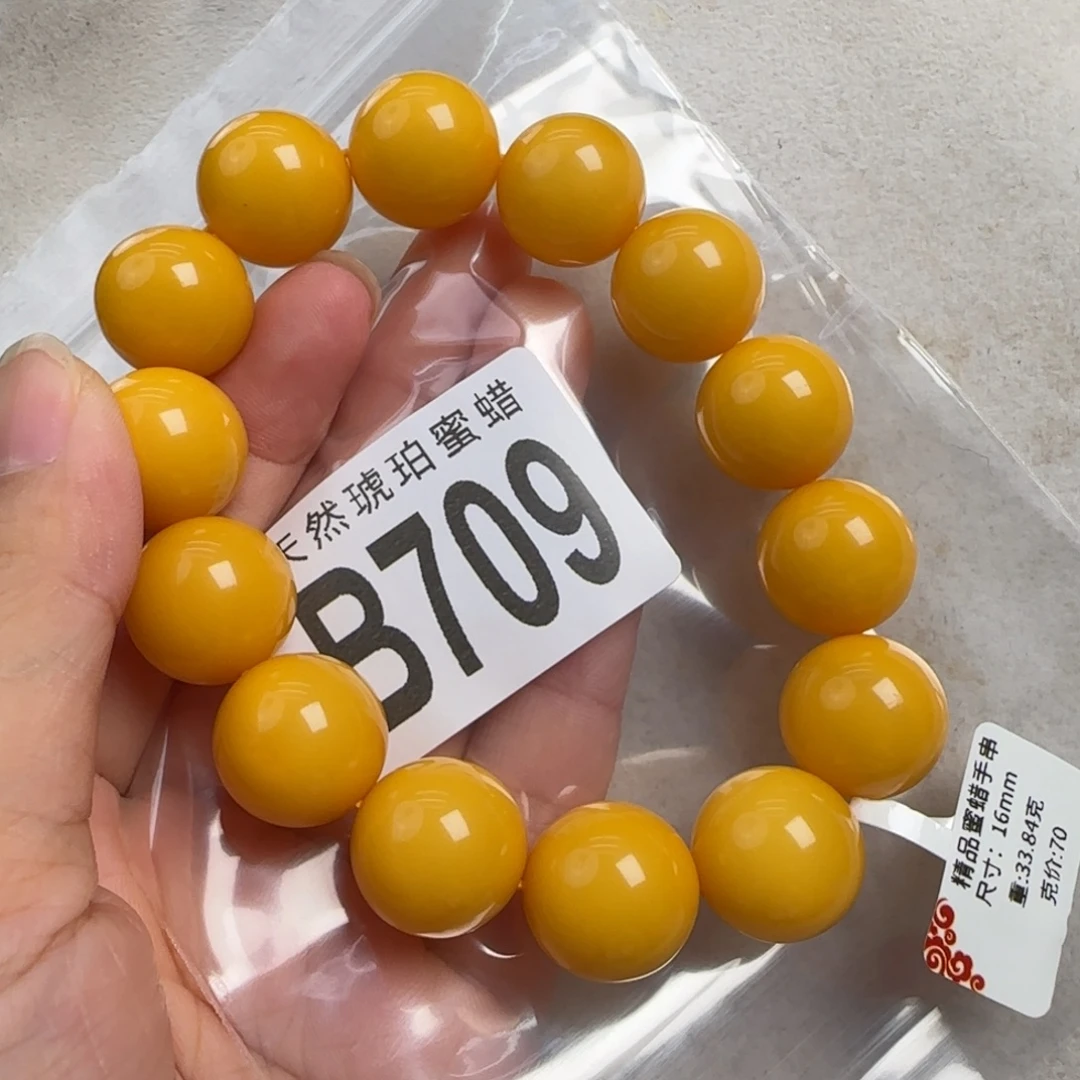 天然琥珀蜜蜡
B709
精品蜜蜡手串
尺寸：16mm
重:33.84克
克价:70